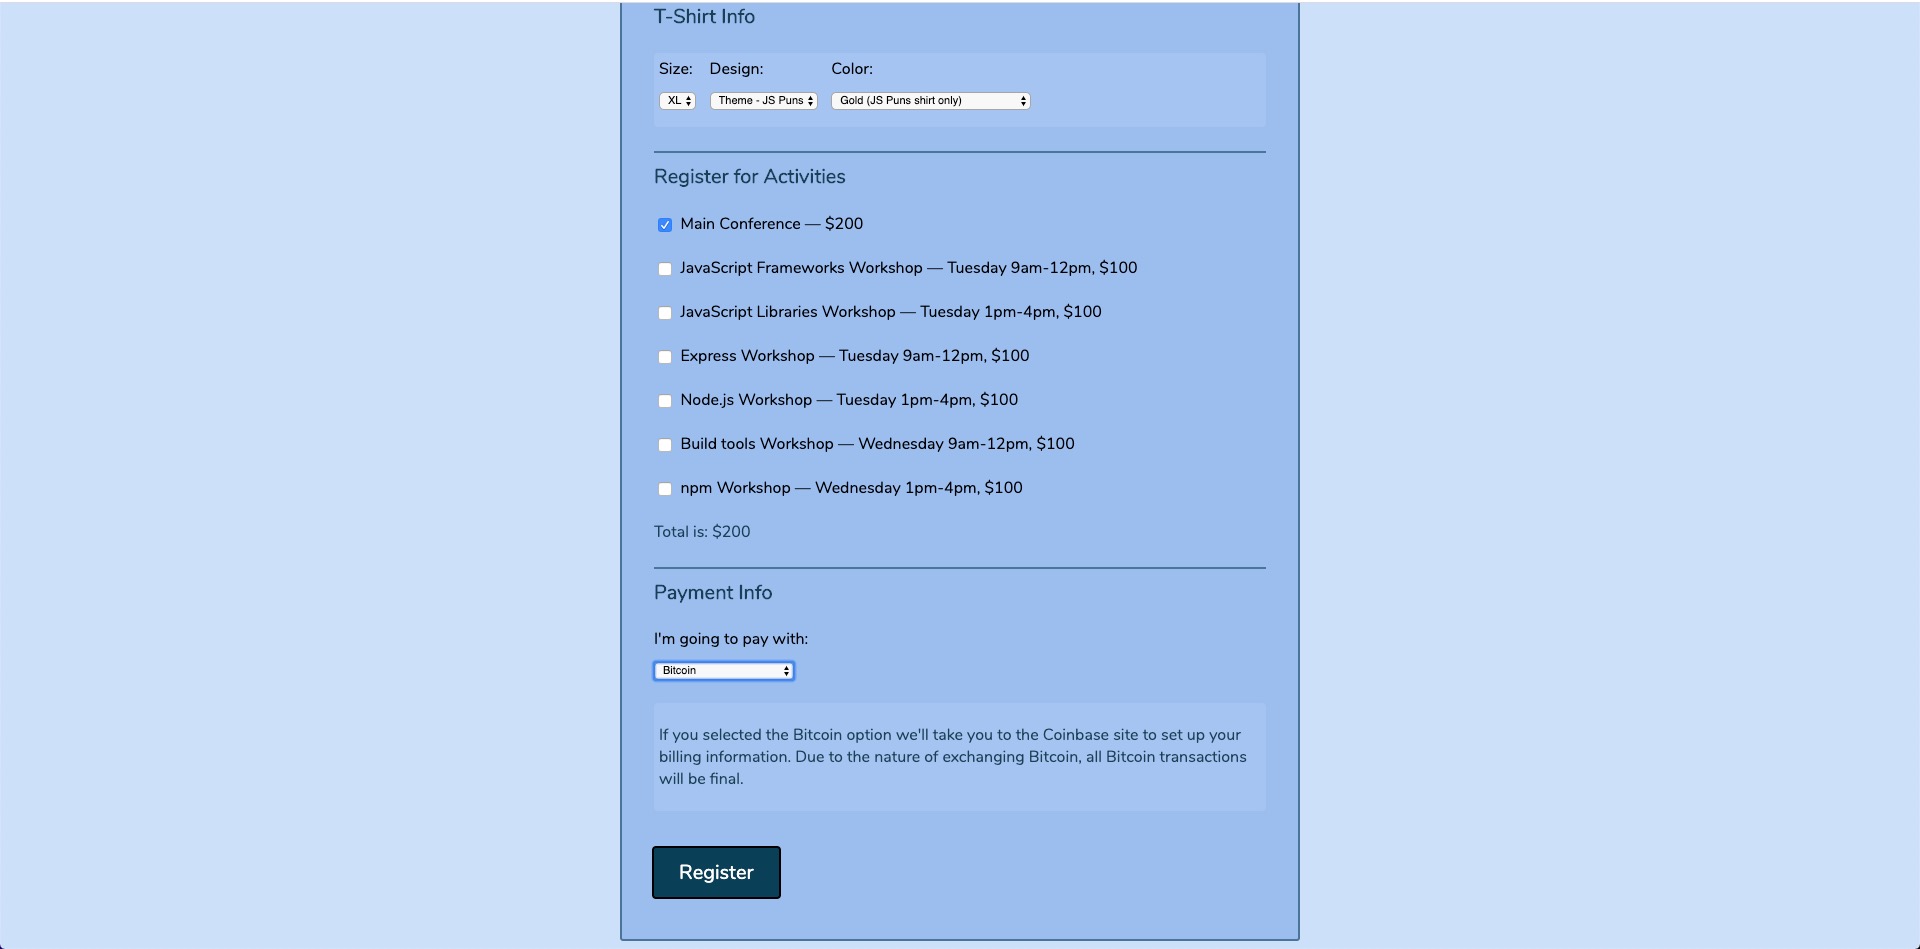 T-Shirt Info
Size: Design: Color:
XL Theme - JS Puns Gold (JS Puns shirt only)
Register for Activities
Main Conference — $200
JavaScript Frameworks Workshop — Tuesday 9am-12pm, $100
JavaScript Libraries Workshop — Tuesday 1pm-4pm, $100
Express Workshop — Tuesday 9am-12pm, $100
Node.js Workshop — Tuesday 1pm-4pm, $100
Build tools Workshop — Wednesday 9am-12pm, $100
npm Workshop — Wednesday 1pm-4pm, $100
Total is: $200
Payment Info
I'm going to pay with:
Bitcoin
If you selected the Bitcoin option we'll take you to the Coinbase site to set up your
billing information. Due to the nature of exchanging Bitcoin, all Bitcoin transactions
will be final.
Register